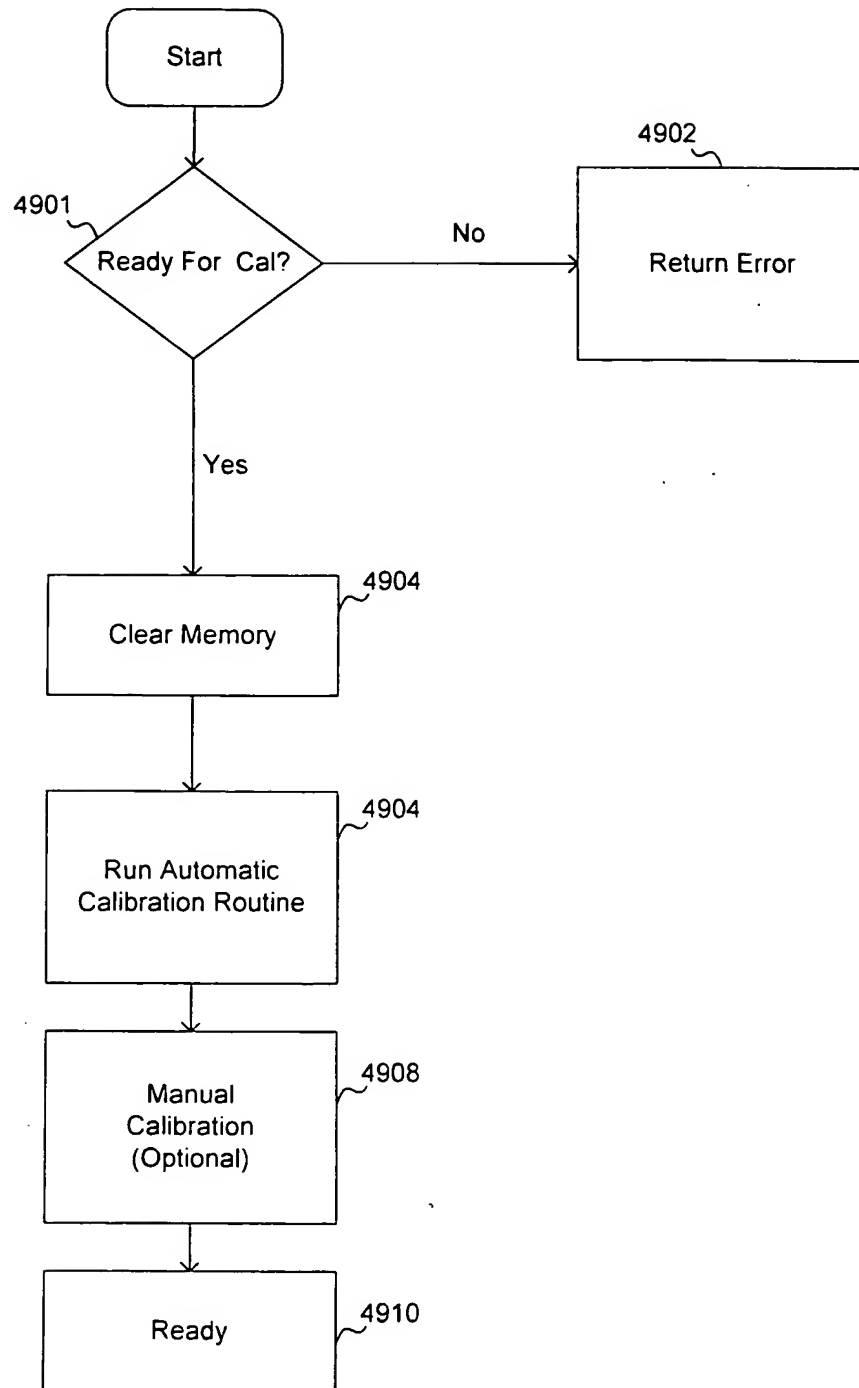 Start
4901
Ready For Cal?
No
4902
Return Error
Yes
4904
Clear Memory
4904
Run Automatic
Calibration Routine
4908
Manual
Calibration
(Optional)
4910
Ready